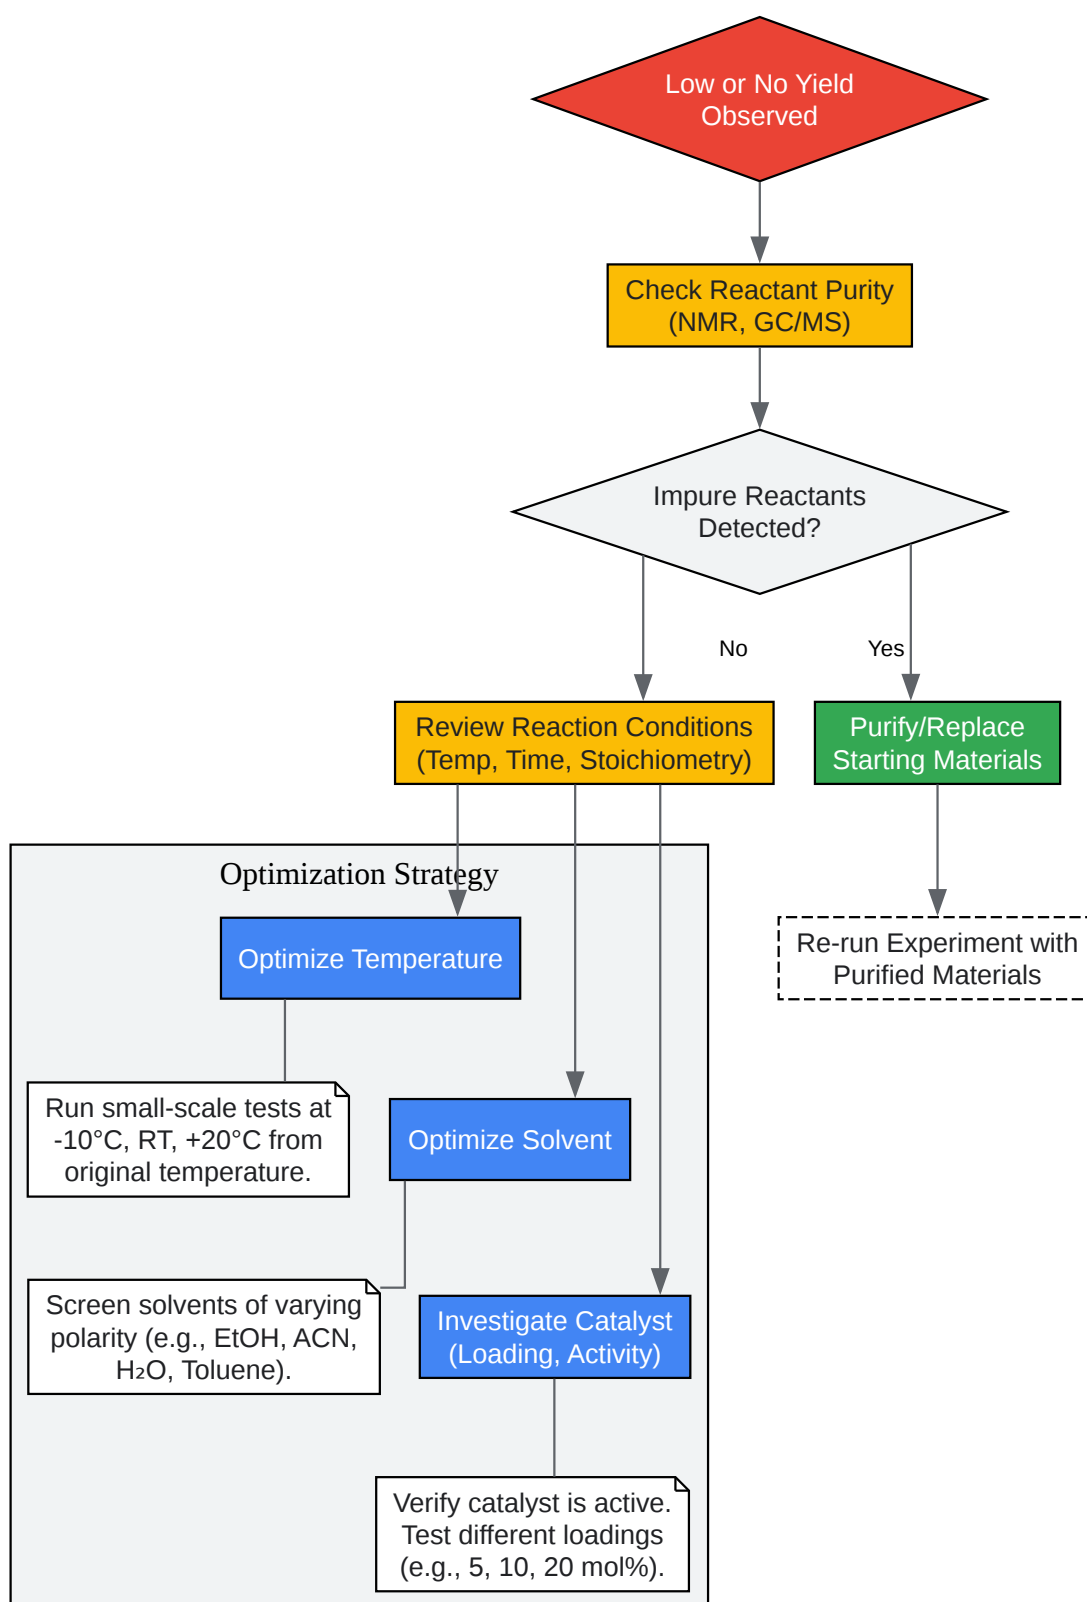 Low or No Yield
Observed
Check Reactant Purity
(NMR, GC/MS)
Impure Reactants
Detected?
No
Yes
Review Reaction Conditions
(Temp, Time, Stoichiometry)
Purify/Replace
Starting Materials
Optimization Strategy
Optimize Temperature
Re-run Experiment with
Purified Materials
Run small-scale tests at
-10°C, RT, +20°C from
original temperature.
Optimize Solvent
Screen solvents of varying
polarity (e.g., EtOH, ACN,
H₂O, Toluene).
Investigate Catalyst
(Loading, Activity)
Verify catalyst is active.
Test different loadings
(e.g., 5, 10, 20 mol%).